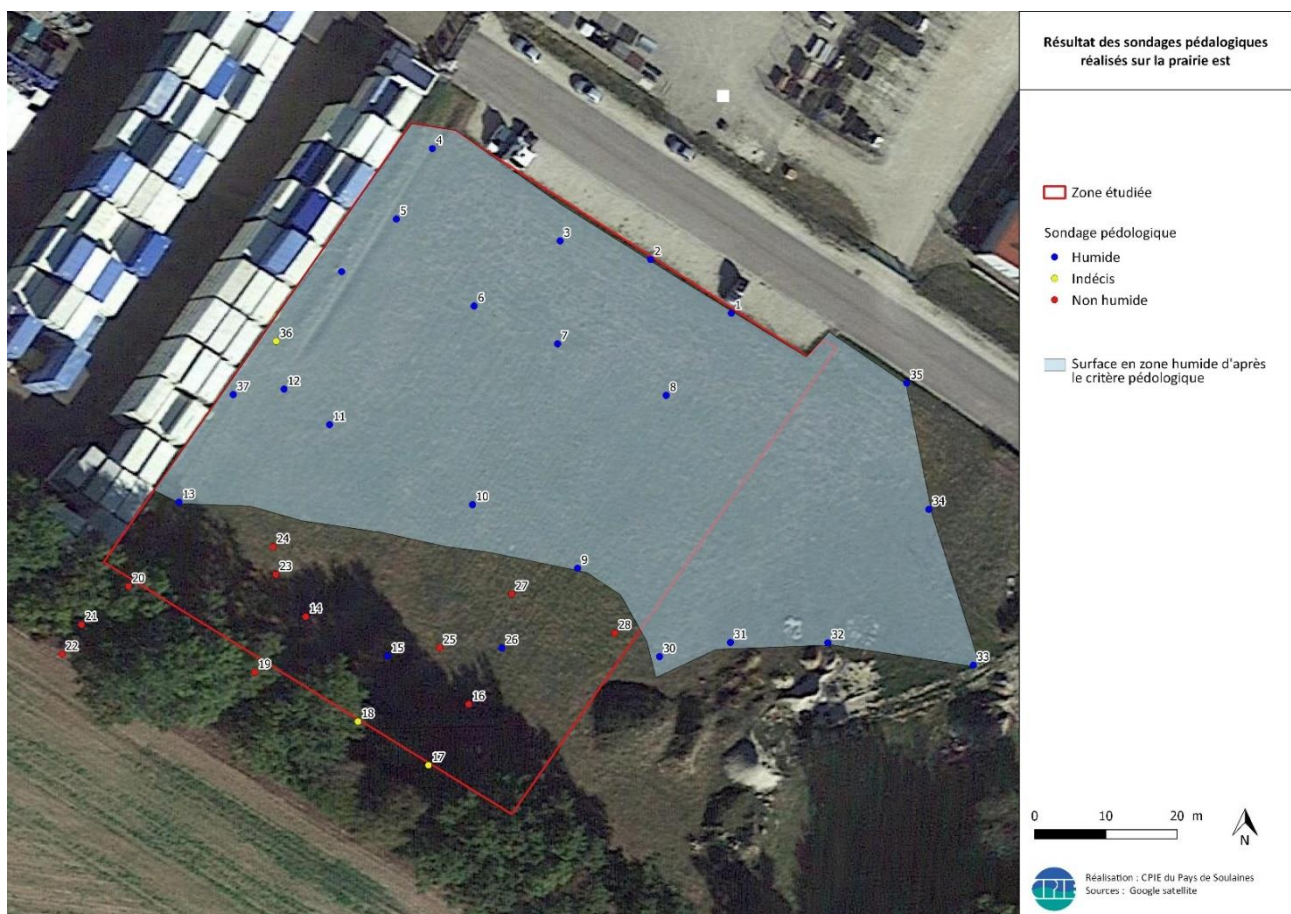 Résultat des sondages pédalogiques
réalisés sur la prairie est
Zone étudiée
Sondage pédologique
Humide
Indécis
Non humide
Surface en zone humide d'après
le critère pédologique
0 10 20 m
N
CPIE
Réalisation : CPIE du Pays de Soulaines
Sources : Google satellite
4
5
3
2
6
1
36
7
12
37
8
35
11
13
10
34
24
9
23
20
27
14
21
28
22
15
25
26
31
32
30
33
19
16
18
17